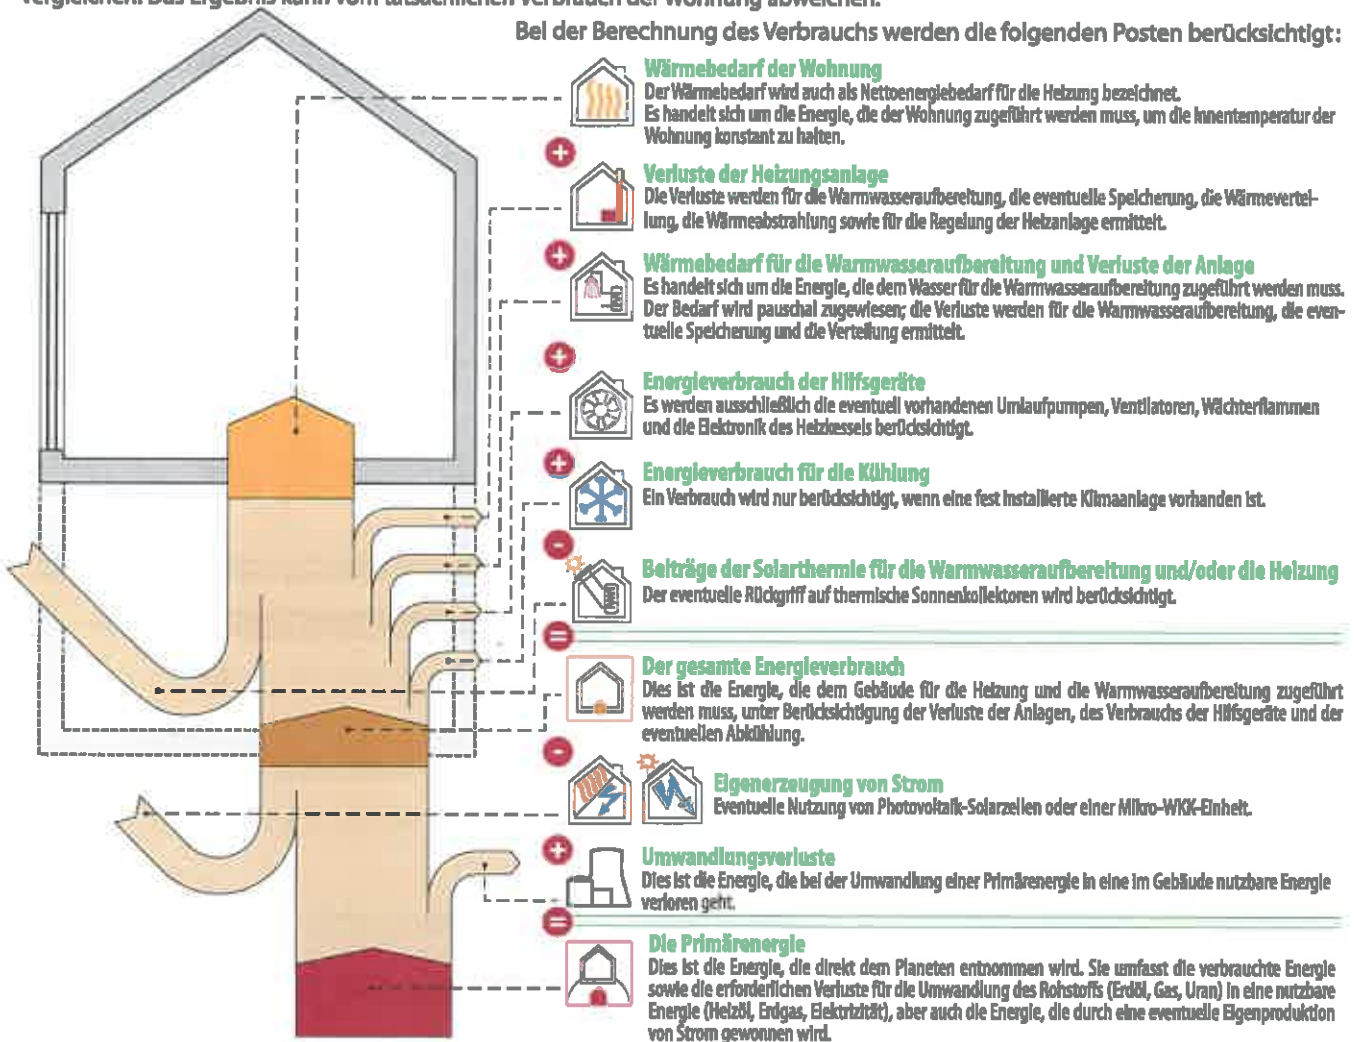 vergleichen. Das Ergebnis kann vom tatsächlichen Verbrauch der Wohnung abweichen.
Bei der Berechnung des Verbrauchs werden die folgenden Posten berücksichtigt:
Wärmebedarf der Wohnung
Der Wärmebedarf wird auch als Nettoenergiebedarf für die Heizung bezeichnet.
Es handelt sich um die Energie, die der Wohnung zugeführt werden muss, um die Innentemperatur der
Wohnung konstant zu halten.
+
Verluste der Heizungsanlage
Die Verluste werden für die Warmwasseraufbereitung, die eventuelle Speicherung, die Wärmevertei-
lung, die Wärmeabstrahlung sowie für die Regelung der Heizanlage ermittelt.
+
Wärmebedarf für die Warmwasseraufbereitung und Verluste der Anlage
Es handelt sich um die Energie, die dem Wasser für die Warmwasseraufbereitung zugeführt werden muss.
Der Bedarf wird pauschal zugewiesen; die Verluste werden für die Warmwasseraufbereitung, die even-
tuelle Speicherung und die Verteilung ermittelt.
+
Energieverbrauch der Hilfsgeräte
Es werden ausschließlich die eventuell vorhandenen Umlaufpumpen, Ventilatoren, Wächterflammen
und die Elektronik des Heizkessels berücksichtigt.
+
Energieverbrauch für die Kühlung
Ein Verbrauch wird nur berücksichtigt, wenn eine fest installierte Klimaanlage vorhanden ist.
-
Beiträge der Solarthermie für die Warmwasseraufbereitung und/oder die Heizung
Der eventuelle Rückgriff auf thermische Sonnenkollektoren wird berücksichtigt.
=
Der gesamte Energieverbrauch
Dies ist die Energie, die dem Gebäude für die Heizung und die Warmwasseraufbereitung zugeführt
werden muss, unter Berücksichtigung der Verluste der Anlagen, des Verbrauchs der Hilfsgeräte und der
eventuellen Abkühlung.
-
Eigenerzeugung von Strom
Eventuelle Nutzung von Photovoltaik-Solarzellen oder einer Mikro-WKK-Einheit.
+
Umwandlungsverluste
Dies ist die Energie, die bei der Umwandlung einer Primärenergie in eine im Gebäude nutzbare Energie
verloren geht.
=
Die Primärenergie
Dies ist die Energie, die direkt dem Planeten entnommen wird. Sie umfasst die verbrauchte Energie
sowie die erforderlichen Verluste für die Umwandlung des Rohstoffs (Erdöl, Gas, Uran) in eine nutzbare
Energie (Heizöl, Erdgas, Elektrizität), aber auch die Energie, die durch eine eventuelle Eigenproduktion
von Strom gewonnen wird.